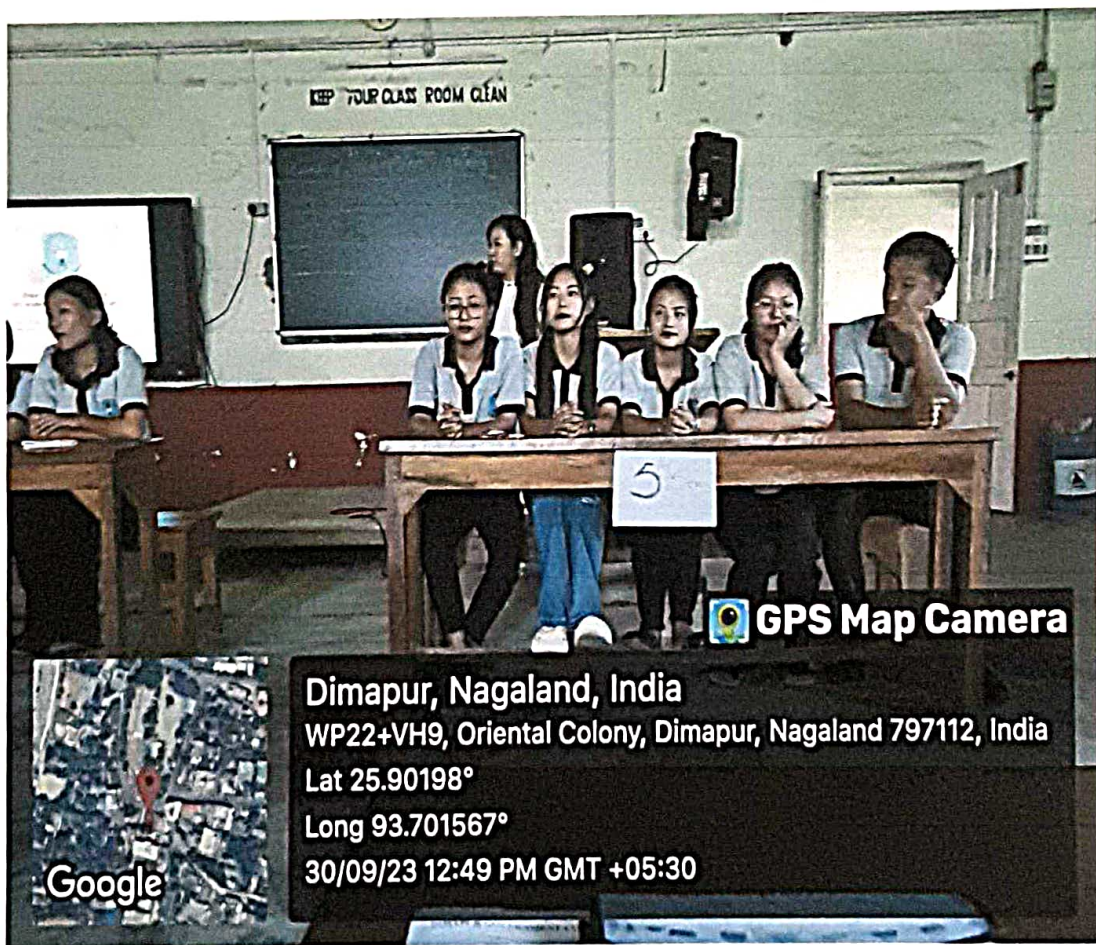 KEEP YOUR CLASS ROOM CLEAN
5
GPS Map Camera
Dimapur, Nagaland, India
WP22+VH9, Oriental Colony, Dimapur, Nagaland 797112, India
Lat 25.90198°
Long 93.701567°
30/09/23 12:49 PM GMT +05:30
Google